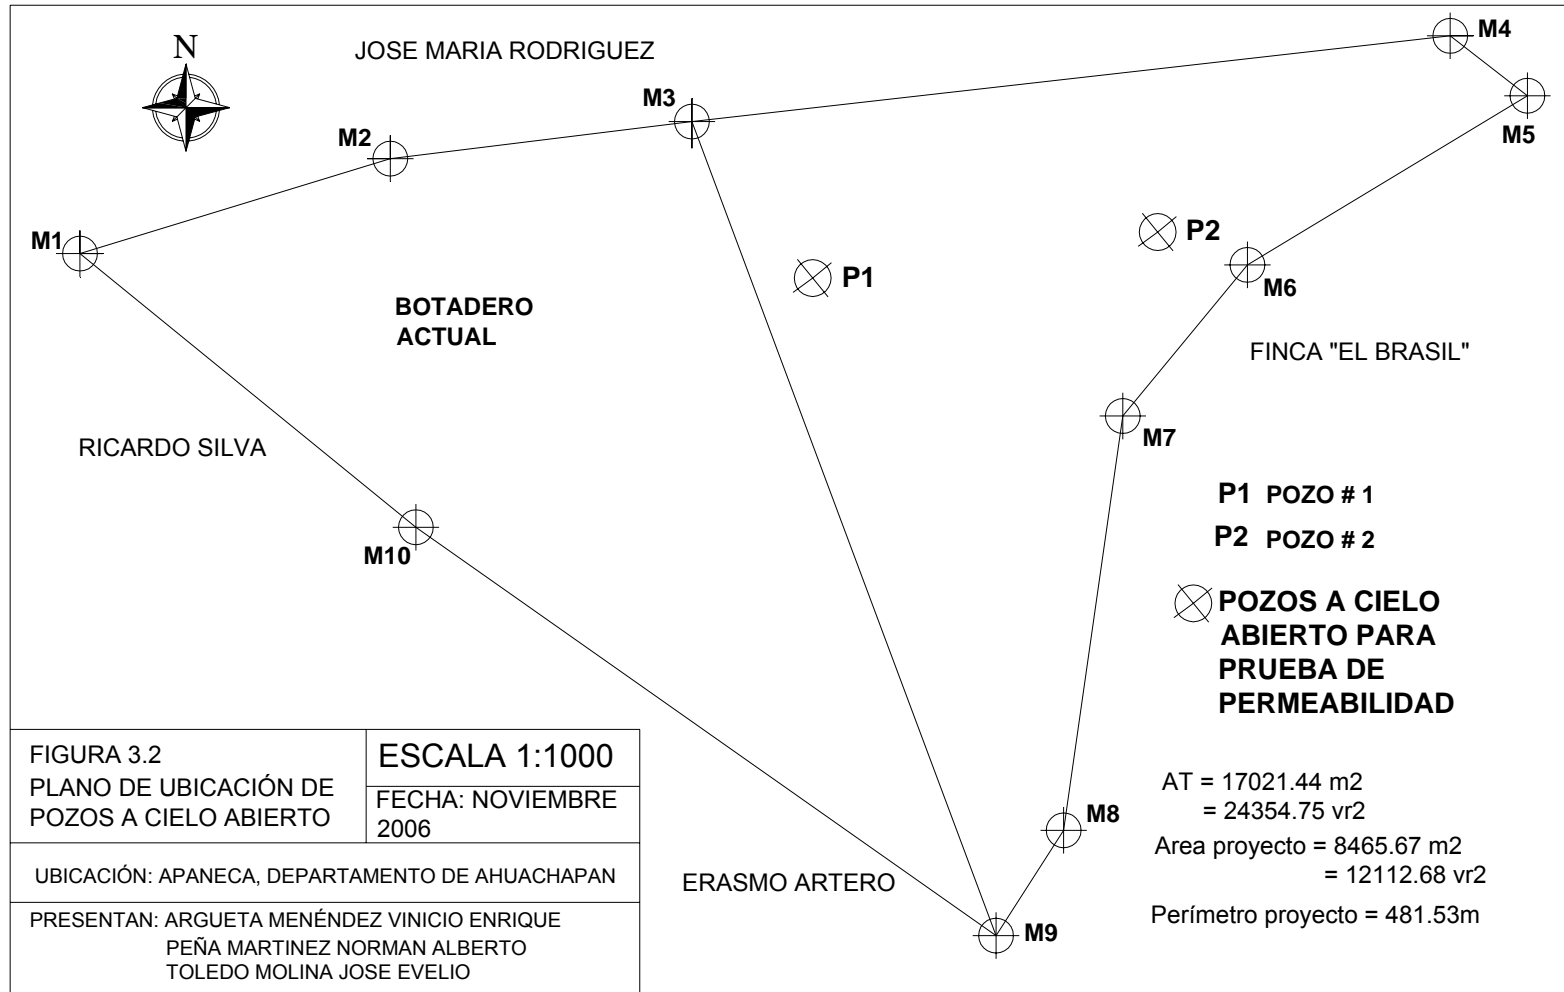 N
JOSE MARIA RODRIGUEZ
M4
M3
M5
M2
M1
P2
P1
M6
BOTADERO
ACTUAL
FINCA "EL BRASIL"
M7
RICARDO SILVA
P1 POZO # 1
P2 POZO # 2
M10
POZOS A CIELO
ABIERTO PARA
PRUEBA DE
PERMEABILIDAD
AT = 17021.44 m2
= 24354.75 vr2
M8
Area proyecto = 8465.67 m2
= 12112.68 vr2
ERASMO ARTERO
Perímetro proyecto = 481.53m
M9
FIGURA 3.2
PLANO DE UBICACIÓN DE
POZOS A CIELO ABIERTO
ESCALA 1:1000
FECHA: NOVIEMBRE
2006
UBICACIÓN: APANECA, DEPARTAMENTO DE AHUACHAPAN
PRESENTAN: ARGUETA MENÉNDEZ VINICIO ENRIQUE
PEÑA MARTINEZ NORMAN ALBERTO
TOLEDO MOLINA JOSE EVELIO